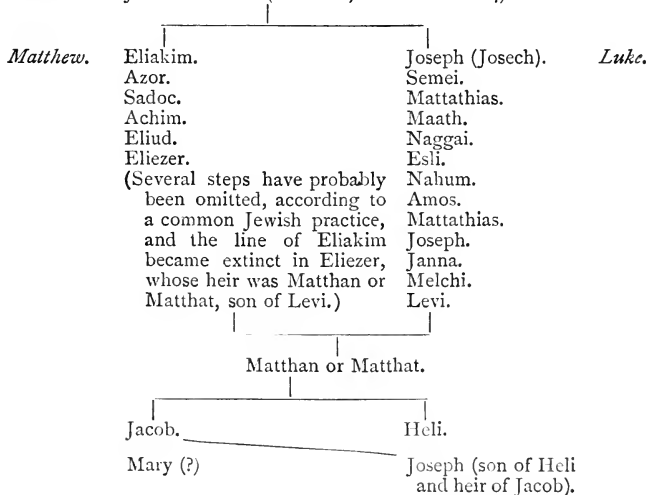 Matthew.
Eliakim.
Azor.
Sadoc.
Achim.
Eliud.
Eliezer.
(Several steps have probably
been omitted, according to
a common Jewish practice,
and the line of Eliakim
became extinct in Eliezer,
whose heir was Matthan or
Matthat, son of Levi.)
Joseph (Josech).
Semei.
Mattathias.
Maath.
Naggai.
Esli.
Nahum.
Amos.
Mattathias.
Joseph.
Janna.
Melchi.
Levi.
Luke.
Matthan or Matthat.
Jacob.
Heli.
Mary (?)
Joseph (son of Heli
and heir of Jacob).